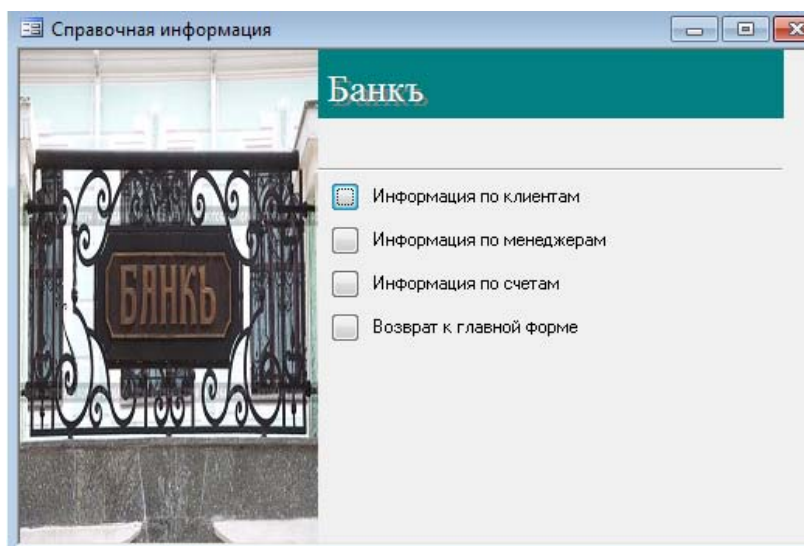 Справочная информация
Банкъ
БАНКЪ
Информация по клиентам
Информация по менеджерам
Информация по счетам
Возврат к главной форме